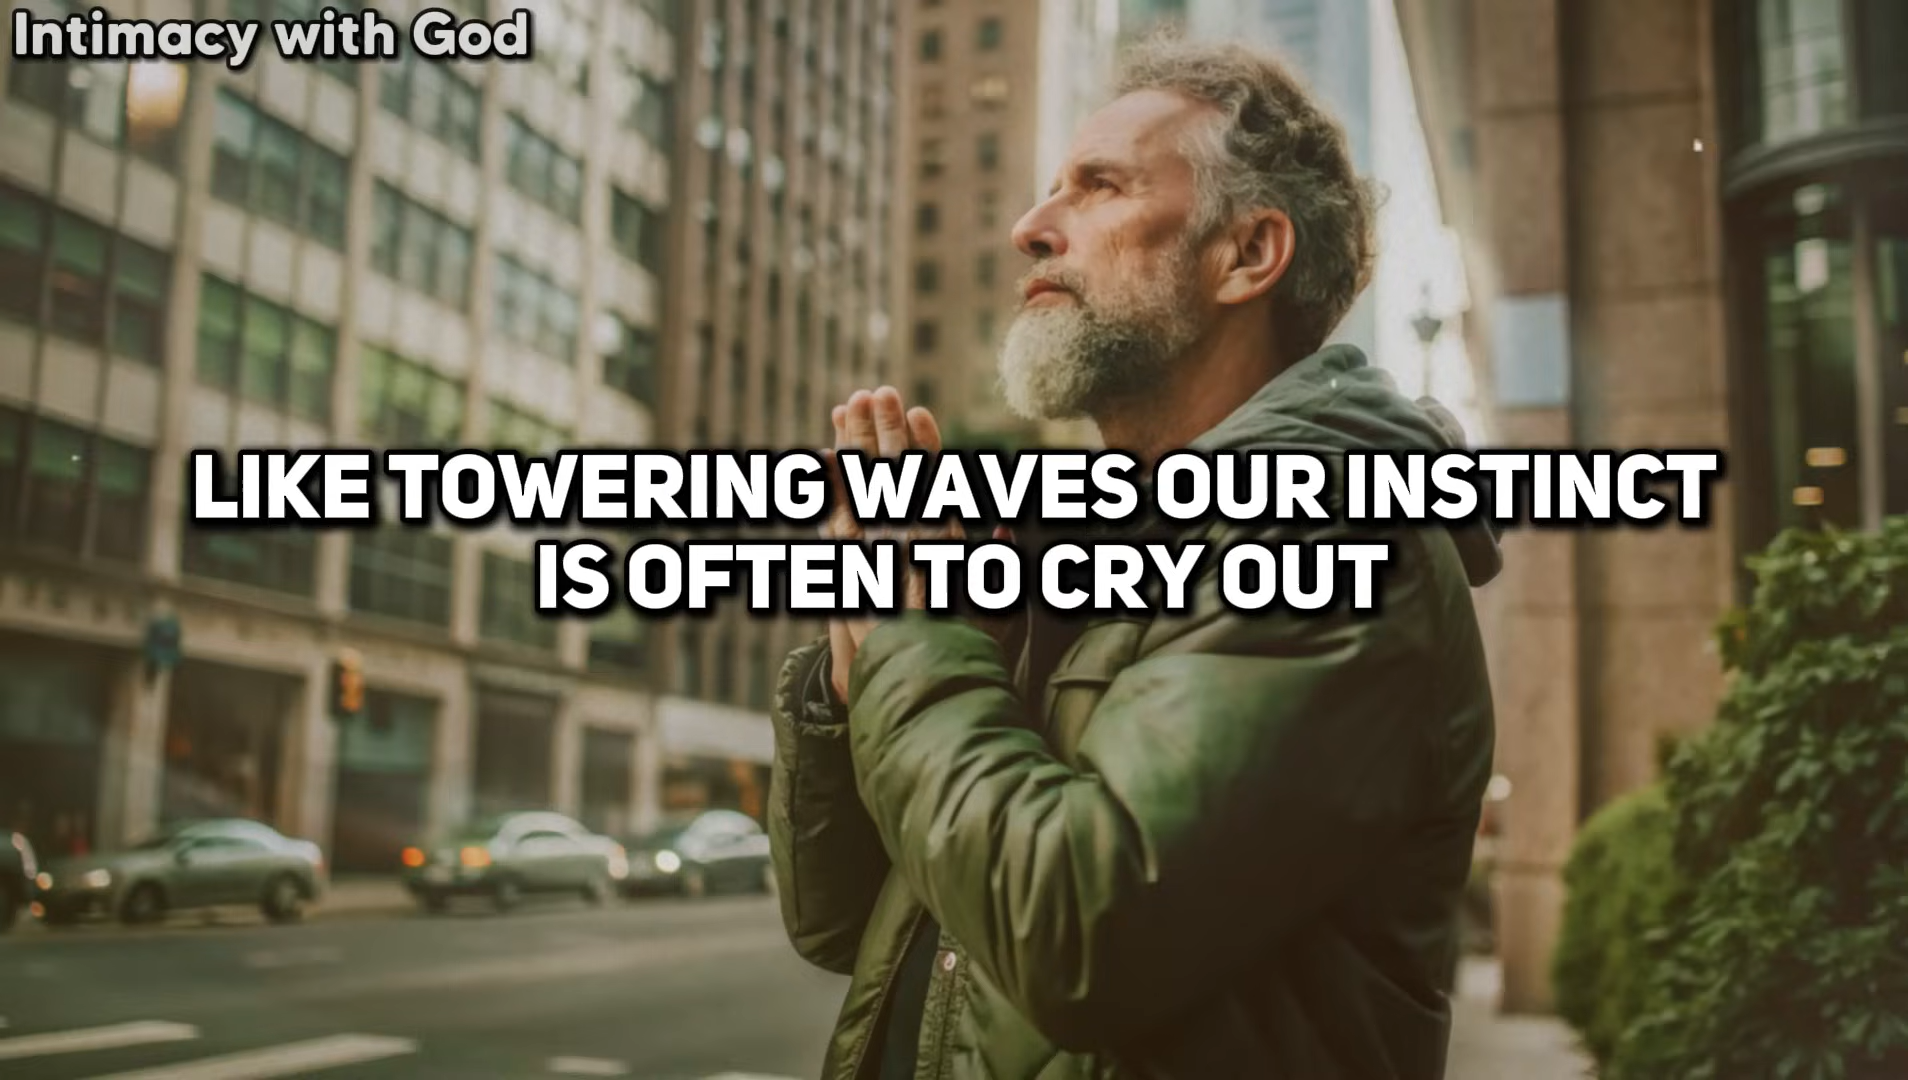 Intimacy with God
LIKE TOWERING WAVES OUR INSTINCT
IS OFTEN TO CRY OUT